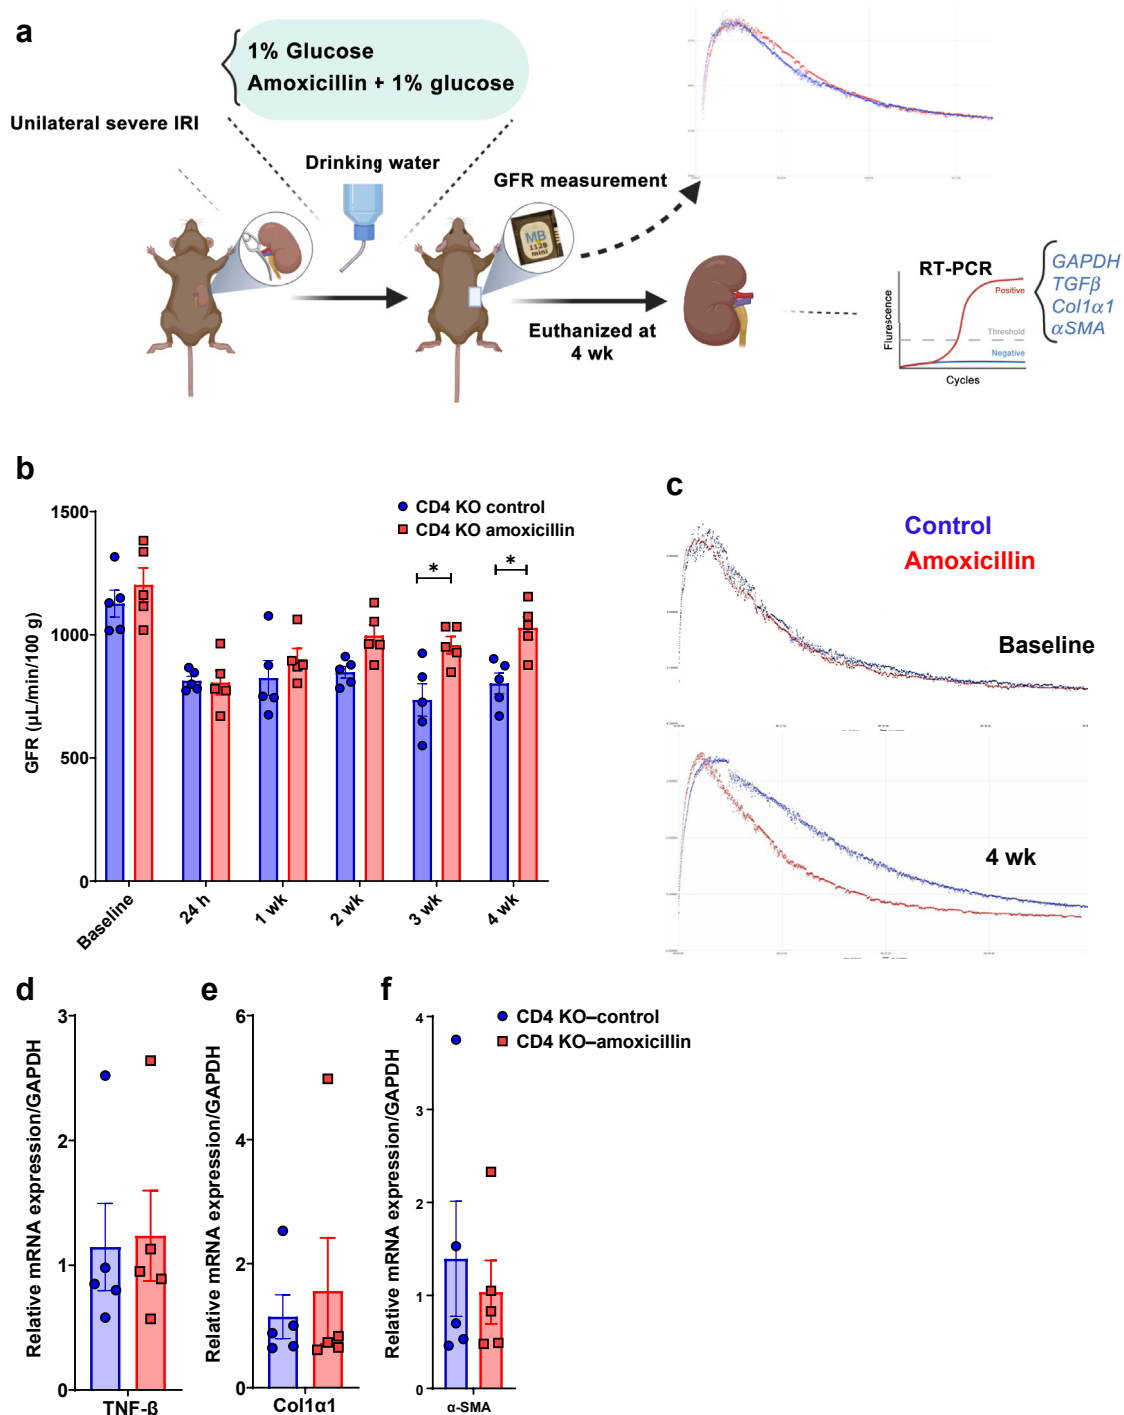 a
1% Glucose
Amoxicillin + 1% glucose
Unilateral severe IRI
Drinking water
GFR measurement
MB
1128
mini
Euthanized at
4 wk
RT-PCR
Flurescence
Positive
Threshold
Negative
Cycles
GAPDH
TGFβ
Col1α1
αSMA
b
CD4 KO control
CD4 KO amoxicillin
GFR (µL/min/100 g)
1500
1000
500
0
*
*
Baseline
24 h
1 wk
2 wk
3 wk
4 wk
c
Control
Amoxicillin
Baseline
4 wk
d
Relative mRNA expression/GAPDH
3
2
1
0
TNF-β
e
Relative mRNA expression/GAPDH
6
4
2
0
Col1α1
f
Relative mRNA expression/GAPDH
4
3
2
1
0
α-SMA
CD4 KO–control
CD4 KO–amoxicillin